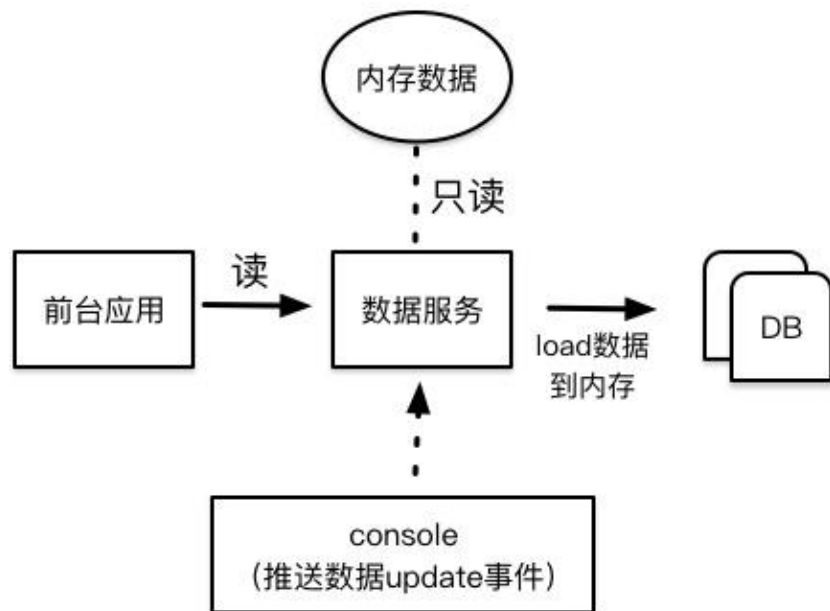 内存数据
只读
读
前台应用
数据服务
load数据
到内存
DB
console
（推送数据update事件）